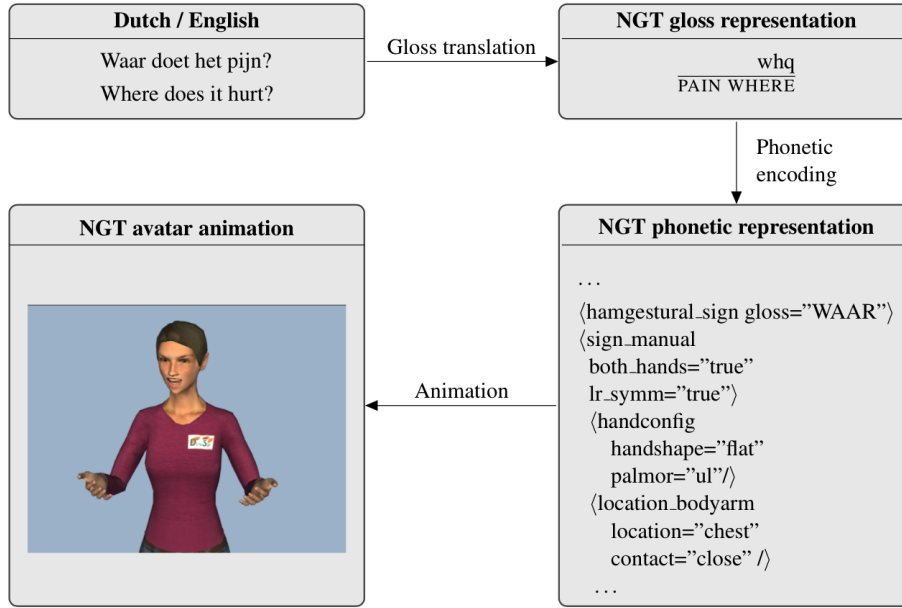 Dutch / English
Waar doet het pijn?
Where does it hurt?
Gloss translation
NGT gloss representation
whq
PAIN WHERE
Phonetic
encoding
NGT phonetic representation
...
⟨hamgestural_sign gloss=”WAAR”⟩
⟨sign_manual
both_hands=”true”
lr_symm=”true”⟩
⟨handconfig
handshape=”flat”
palmor=”ul”/⟩
⟨location_bodyarm
location=”chest”
contact=”close” /⟩
...
Animation
NGT avatar animation